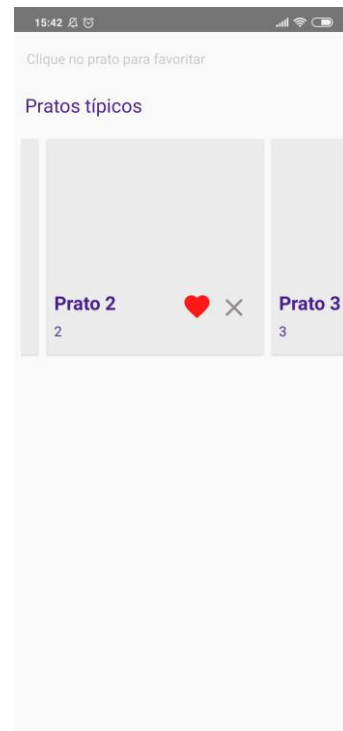 15:42
Clique no prato para favoritar
Pratos típicos
Prato 2
2
Prato 3
3